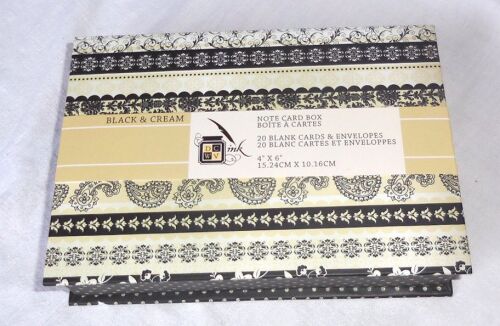 BLACK & CREAM
DCWV
ink
NOTE CARD BOX
BOÎTE À CARTES
20 BLANK CARDS & ENVELOPES
20 BLANC CARTES ET ENVELOPPES
4" X 6"
15.24CM X 10.16CM